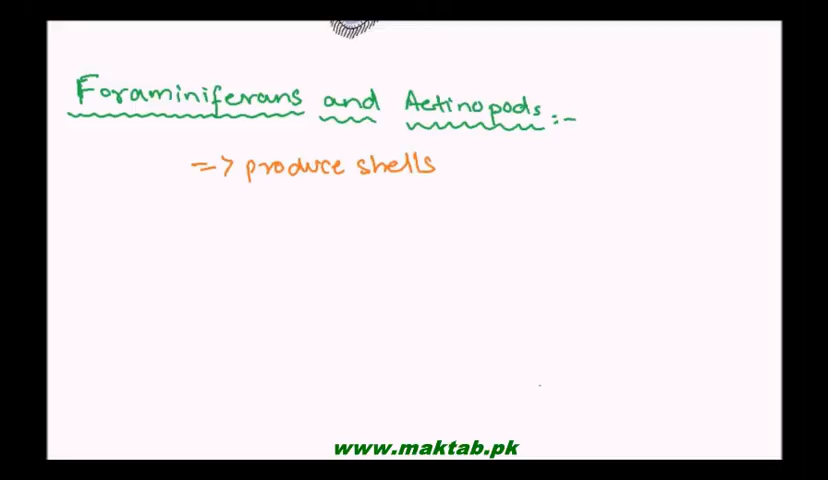 Foraminiferans and Actinopods :-
=> produce shells
www.maktab.pk